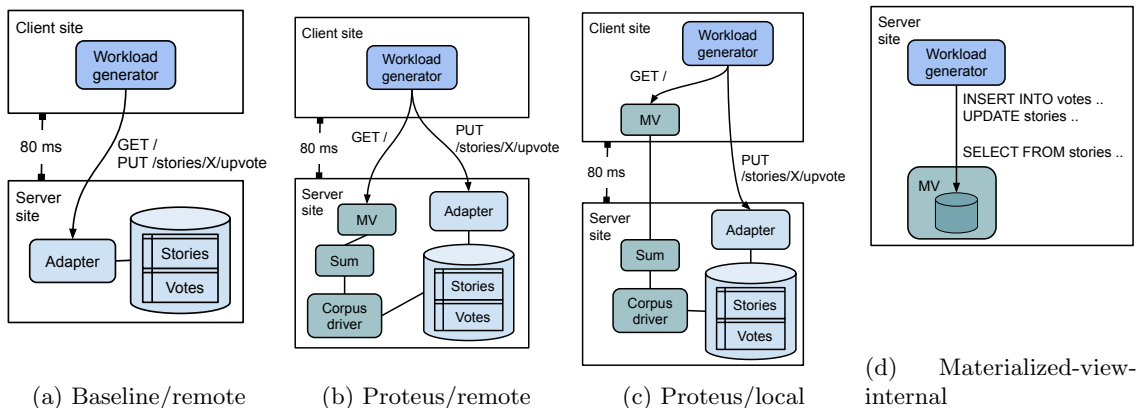 Client site
Workload
generator
80 ms
GET /
PUT /stories/X/upvote
Server
site
Adapter
Stories
Votes
(a) Baseline/remote
Client site
Workload
generator
80 ms
GET /
PUT
/stories/X/upvote
Server
site
MV
Adapter
Sum
Corpus
driver
Stories
Votes
(b) Proteus/remote
Client site
Workload
generator
GET /
MV
80 ms
PUT
/stories/X/upvote
Server
site
Adapter
Sum
Corpus
driver
Stories
Votes
(c) Proteus/local
Server
site
Workload
generator
INSERT INTO votes ..
UPDATE stories ..
SELECT FROM stories ..
MV
(d) Materialized-view-
internal